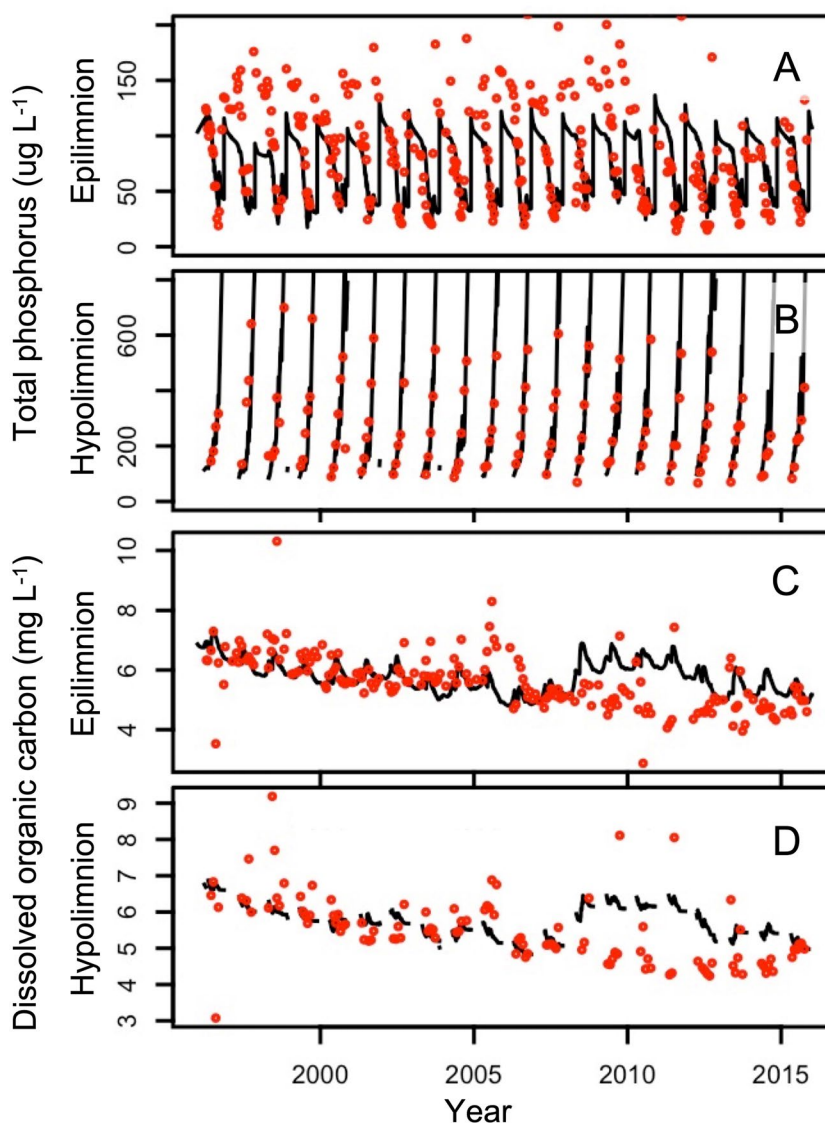 Total phosphorus (ug L-1)
Epilimnion
150
50
0
A
Hypolimnion
600
200
0
B
Dissolved organic carbon (mg L-1)
Epilimnion
10
8
6
4
C
Hypolimnion
9
8
7
6
5
4
3
D
2000 2005 2010 2015
Year